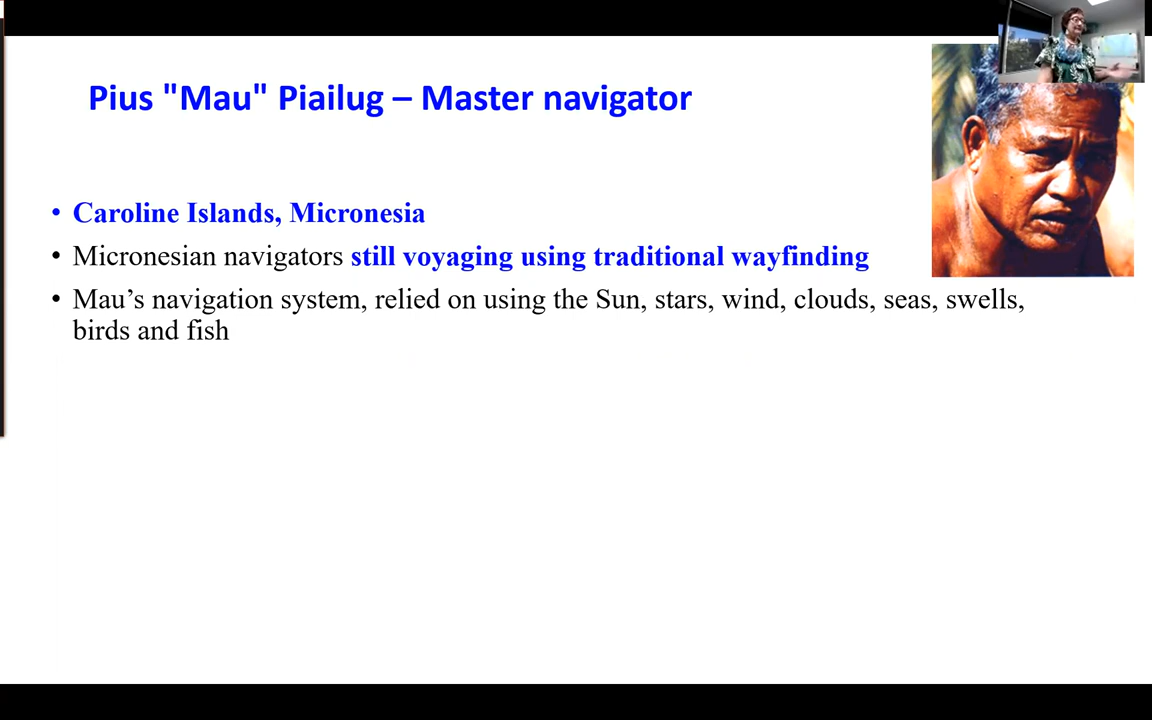 Pius "Mau" Piailug – Master navigator
• Caroline Islands, Micronesia
• Micronesian navigators still voyaging using traditional wayfinding
• Mau’s navigation system, relied on using the Sun, stars, wind, clouds, seas, swells,
birds and fish